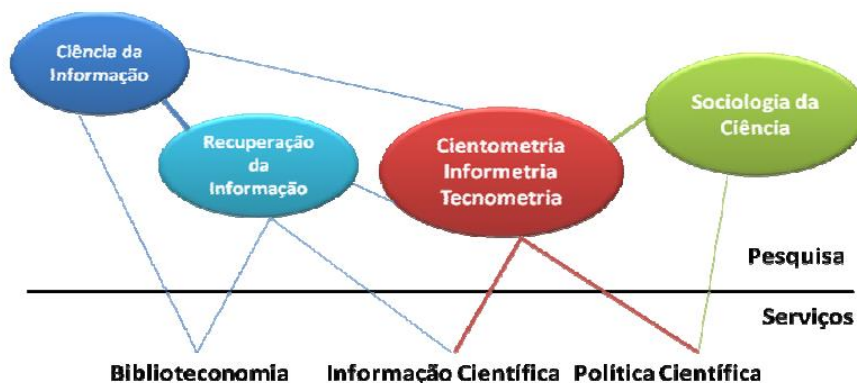 Ciência da
Informação
Recuperação
da
Informação
Cientometria
Informetria
Tecnometria
Sociologia da
Ciência
Pesquisa
Serviços
Biblioteconomia
Informação Científica
Política Científica